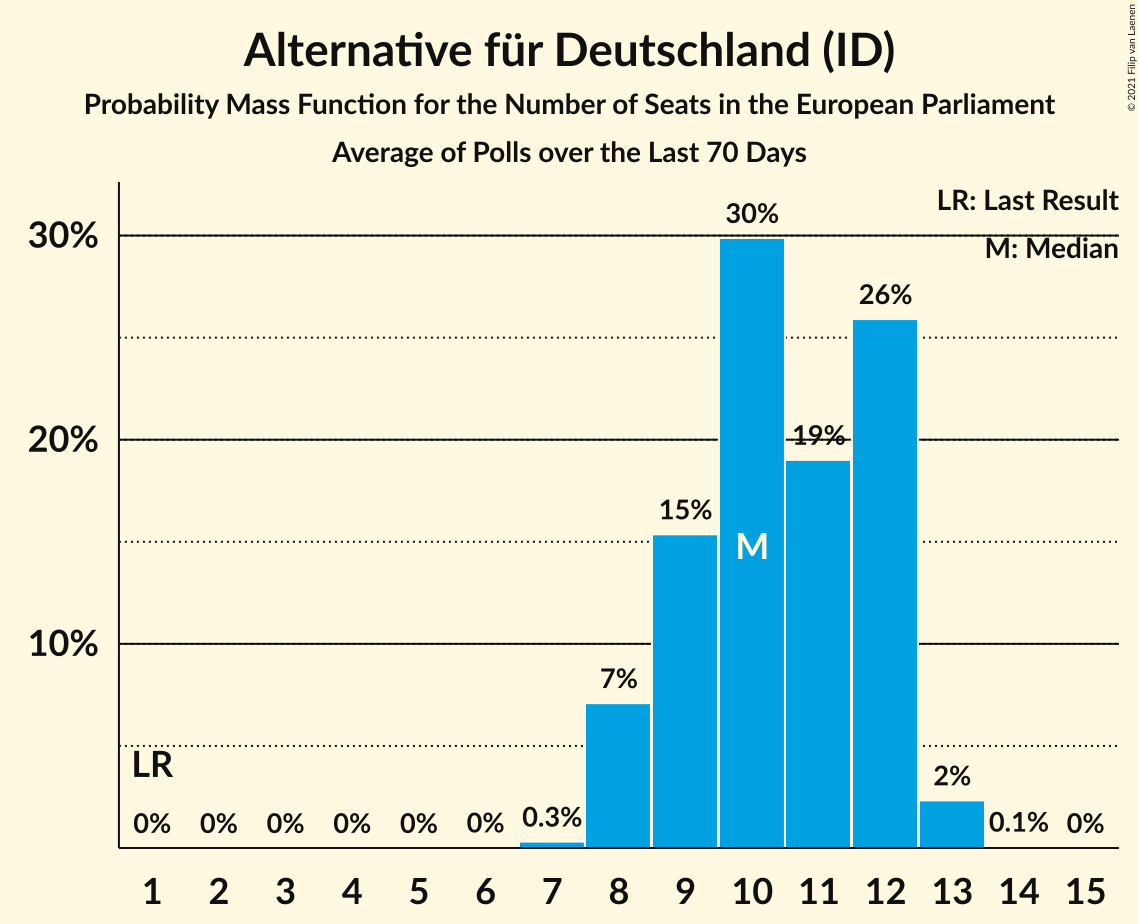 Alternative für Deutschland (ID)
Probability Mass Function for the Number of Seats in the European Parliament
Average of Polls over the Last 70 Days
© 2021 Filip van Laenen
LR: Last Result
M: Median
30%
20%
10%
30%
26%
19%
15%
M
7%
LR
2%
0% 0% 0% 0% 0% 0% 0.3% 0.1% 0%
1 2 3 4 5 6 7 8 9 10 11 12 13 14 15